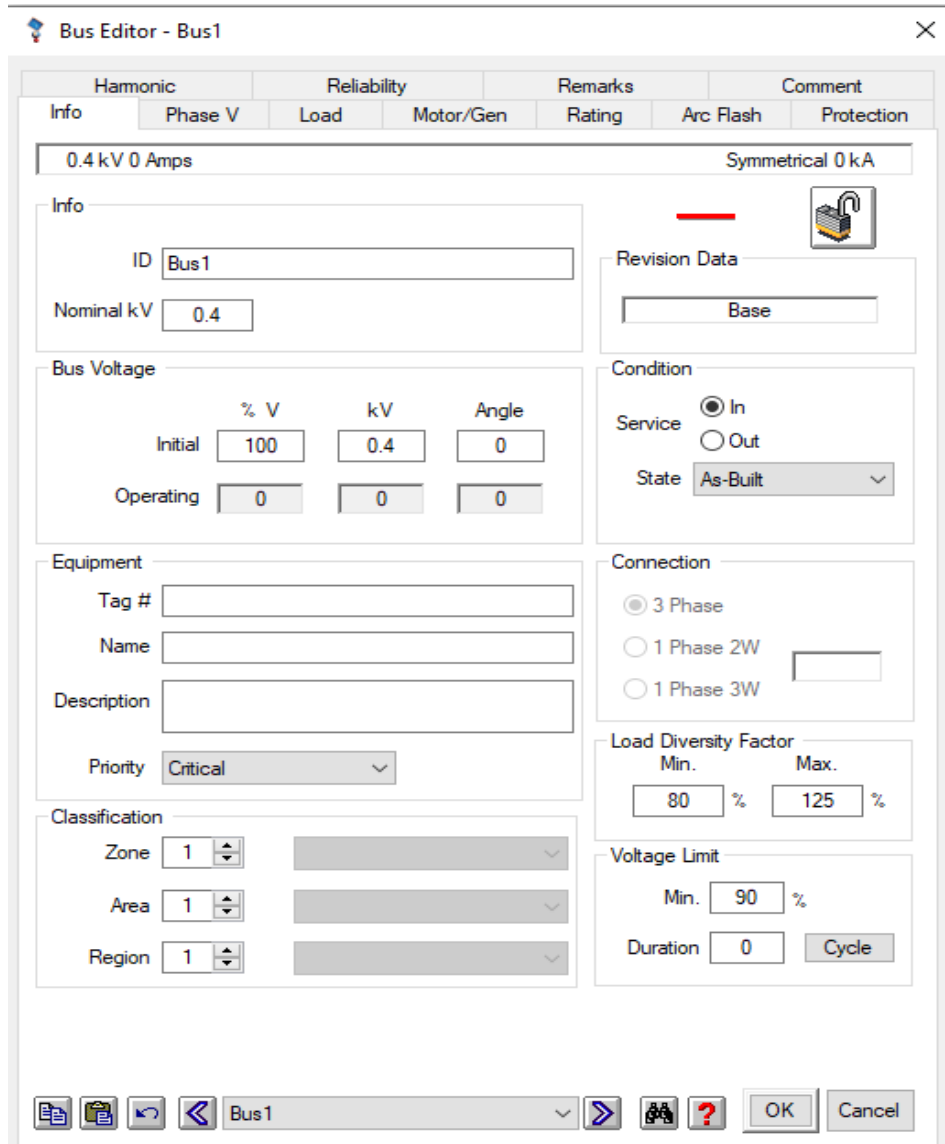 Bus Editor - Bus1
Harmonic Reliability Remarks Comment
Info Phase V Load Motor/Gen Rating Arc Flash Protection
0.4 kV 0 Amps Symmetrical 0 kA
Info
ID Bus1
Nominal kV 0.4
Revision Data
Base
Bus Voltage
% V kV Angle
Initial 100 0.4 0
Operating 0 0 0
Condition
Service In
Out
State As-Built
Equipment
Tag #
Name
Description
Priority Critical
Connection
3 Phase
1 Phase 2W
1 Phase 3W
Load Diversity Factor
Min. Max.
80 % 125 %
Classification
Zone 1
Area 1
Region 1
Voltage Limit
Min. 90 %
Duration 0 Cycle
Bus1 ? OK Cancel